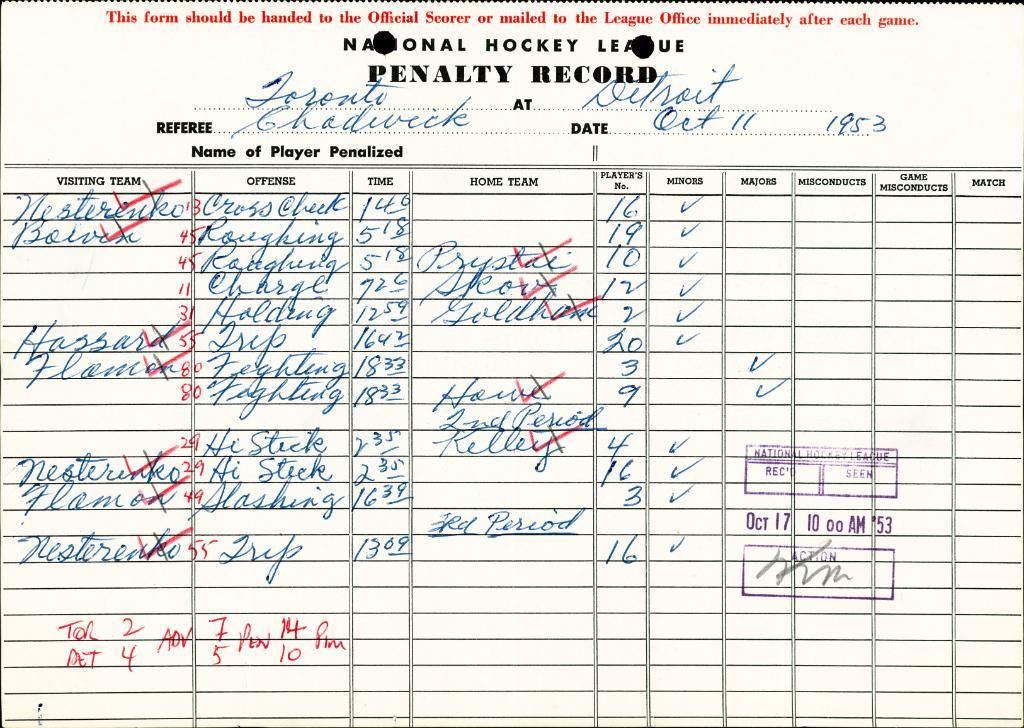 This form should be handed to the Official Scorer or mailed to the League Office immediately after each game.
NATIONAL HOCKEY LEAGUE
PENALTY RECORD
Toronto AT Detroit
REFEREE Chadwick DATE Oct 11 1953
Name of Player Penalized
VISITING TEAM OFFENSE TIME HOME TEAM PLAYER'S No. MINORS MAJORS MISCONDUCTS GAME MISCONDUCTS MATCH
Nesterenko 13 Cross Check 1 46 16 ✓
Boivin 45 Roughing 5 18 19 ✓
45 Roughing 5 18 Prystai 10 ✓
11 Charge 7 26 Skov 12 ✓
31 Holding 12 59 Goldham 2 ✓
Hassard 55 Trip 16 42 20 ✓
Flaman 80 Fighting 18 33 3 ✓
80 Fighting 18 33 Howe 9 ✓
2nd Period
29 Hi Stick 2 35 Kelley 4 ✓
Nesterenko 29 Hi Stick 2 35 16 ✓
Flaman 49 Slashing 16 39 3 ✓
3rd Period
Nesterenko 55 Trip 13 09 16 ✓
NATIONAL HOCKEY LEAGUE
REC'D SEEN
OCT 17 10 00 AM '53
ACTION
TOR 2 ADV 7 PEN 14 PIM
DET 4 5 10